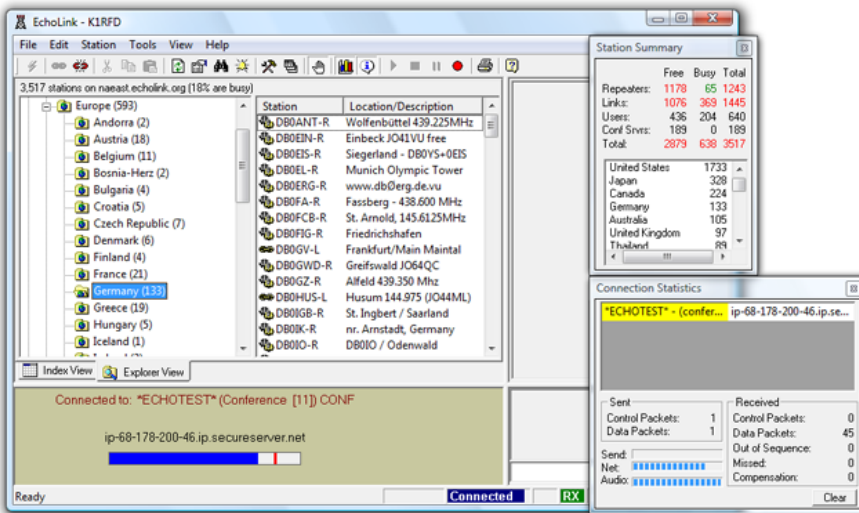 EchoLink - K1RFD
File Edit Station Tools View Help
3,517 stations on naeast.echolink.org (18% are busy)
Europe (593)
Andorra (2)
Austria (18)
Belgium (11)
Bosnia-Herz (2)
Bulgaria (4)
Croatia (5)
Czech Republic (7)
Denmark (6)
Finland (4)
France (21)
Germany (133)
Greece (19)
Hungary (5)
Iceland (1)
Station Location/Description
DB0ANT-R Wolfenbüttel 439.225MHz
DB0EIN-R Einbeck JO41VU free
DB0EIS-R Siegerland - DB0YS+0EIS
DB0EL-R Munich Olympic Tower
DB0ERG-R www.dbØerg.de.vu
DB0FA-R Fassberg - 438.600 MHz
DB0FCB-R St. Arnold, 145.6125MHz
DB0FIG-R Friedrichshafen
DB0GV-L Frankfurt/Main Maintal
DB0GWD-R Greifswald JO64QC
DB0GZ-R Alfeld 439.350 Mhz
DB0HUS-L Husum 144.975 (JO44ML)
DB0IGB-R St. Ingbert / Saarland
DB0IK-R nr. Arnstadt, Germany
DB0IO-R DB0IO / Odenwald
Index View Explorer View
Connected to: *ECHOTEST* (Conference [11]) CONF
ip-68-178-200-46.ip.secureserver.net
Ready Connected RX
Station Summary
Free Busy Total
Repeaters: 1178 65 1243
Links: 1076 369 1445
Users: 436 204 640
Conf Srvrs: 189 0 189
Total: 2879 638 3517
United States 1733
Japan 328
Canada 224
Germany 133
Australia 105
United Kingdom 97
Thailand 89
Connection Statistics
*ECHOTEST* - (confer... ip-68-178-200-46.ip.se...
Sent
Control Packets: 1
Data Packets: 1
Send:
Net:
Audio:
Received
Control Packets: 0
Data Packets: 45
Out of Sequence: 0
Missed: 0
Compensation: 0
Clear